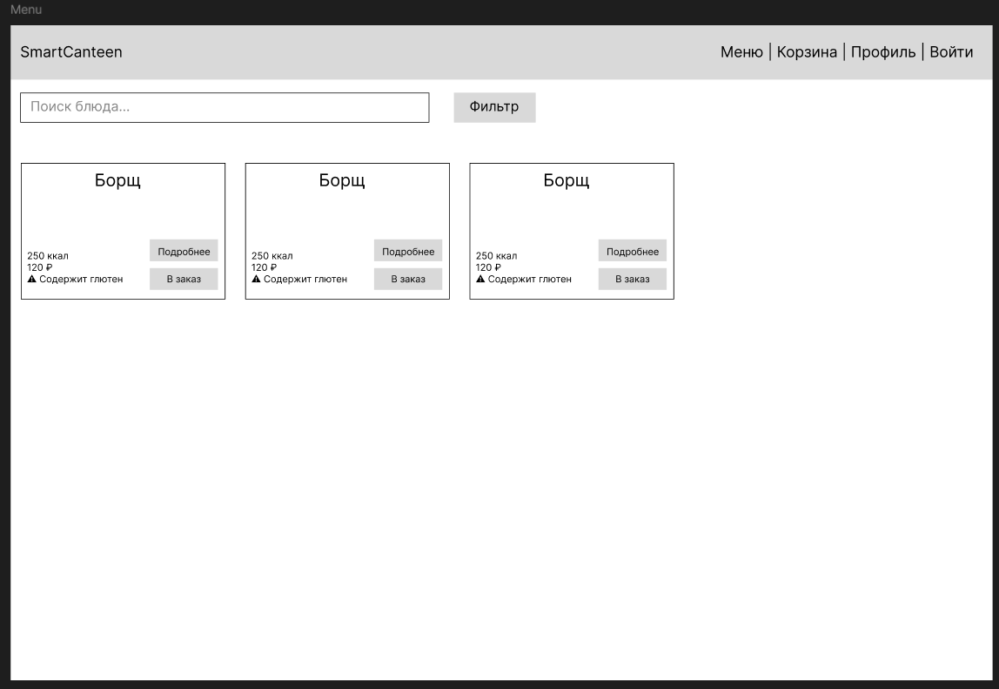 Menu
SmartCanteen
Меню | Корзина | Профиль | Войти
Поиск блюда...
Фильтр
Борщ
250 ккал
120 ₽
⚠ Содержит глютен
Подробнее
В заказ
Борщ
250 ккал
120 ₽
⚠ Содержит глютен
Подробнее
В заказ
Борщ
250 ккал
120 ₽
⚠ Содержит глютен
Подробнее
В заказ